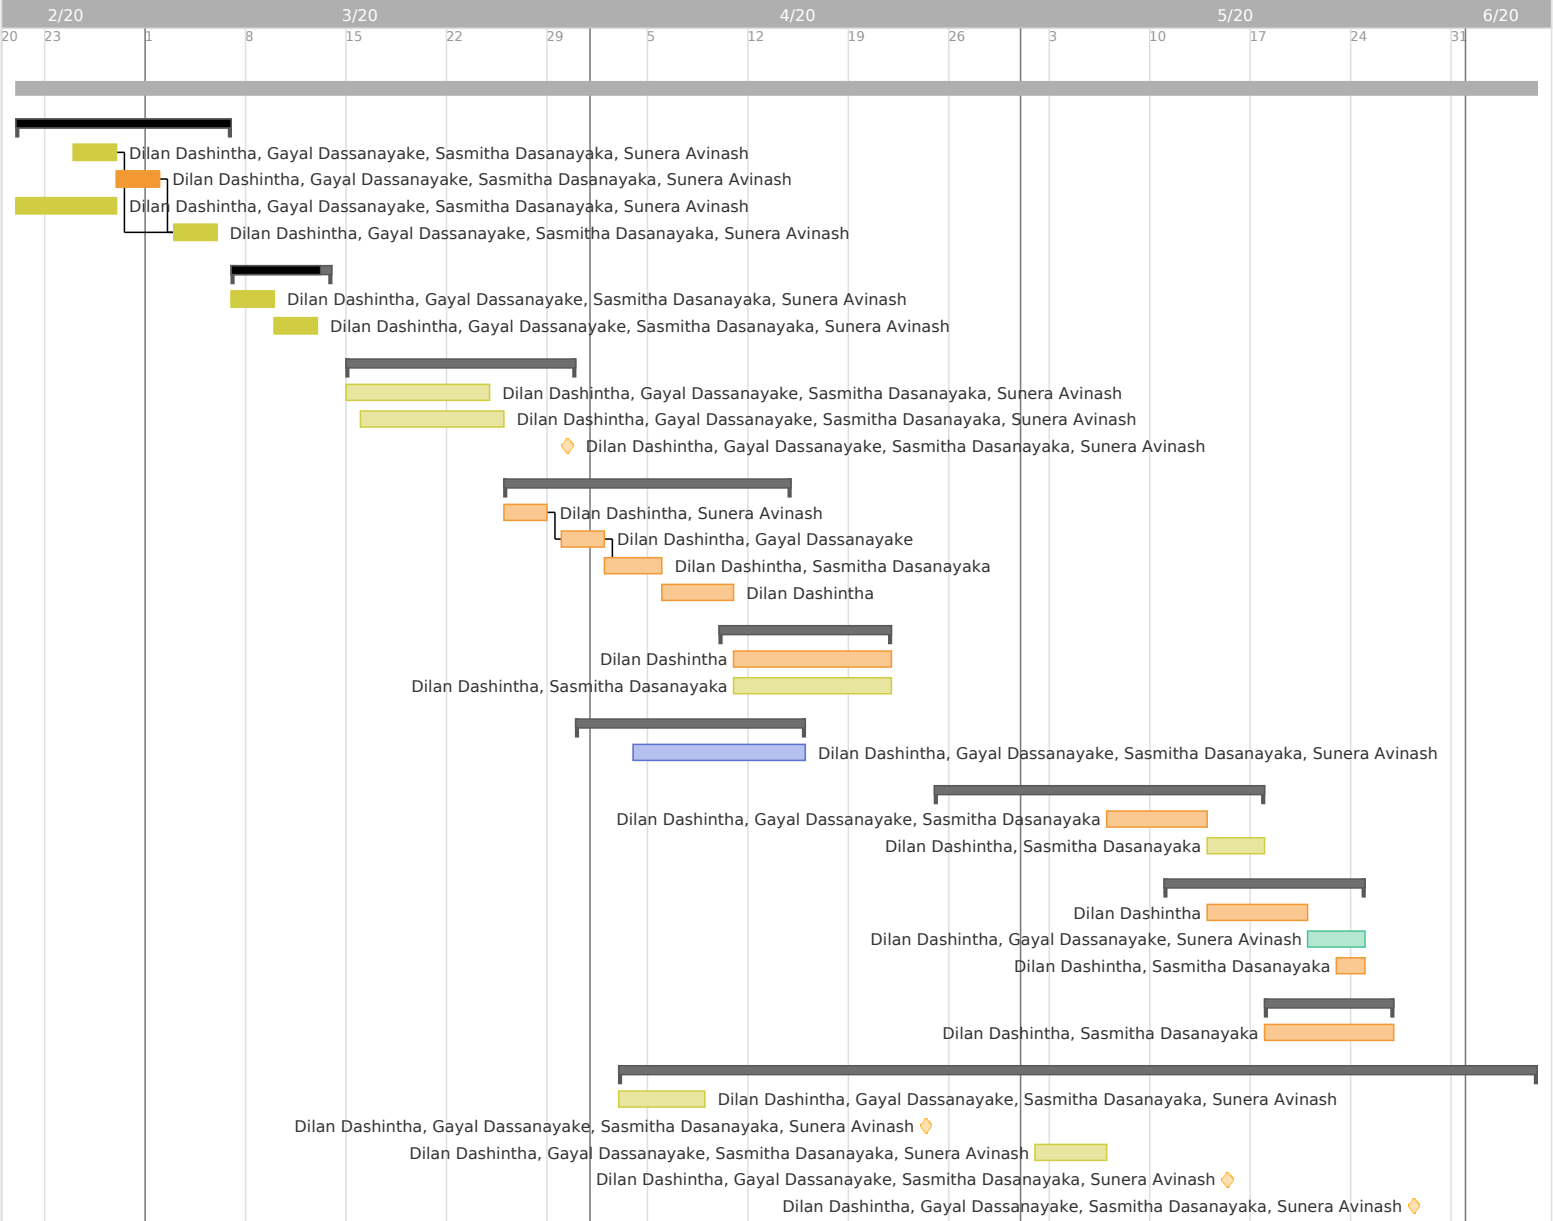 2/20 3/20 4/20 5/20 6/20
20 23 1 8 15 22 29 5 12 19 26 3 10 17 24 31
Dilan Dashintha, Gayal Dassanayake, Sasmitha Dasanayaka, Sunera Avinash
Dilan Dashintha, Gayal Dassanayake, Sasmitha Dasanayaka, Sunera Avinash
Dilan Dashintha, Gayal Dassanayake, Sasmitha Dasanayaka, Sunera Avinash
Dilan Dashintha, Gayal Dassanayake, Sasmitha Dasanayaka, Sunera Avinash
Dilan Dashintha, Gayal Dassanayake, Sasmitha Dasanayaka, Sunera Avinash
Dilan Dashintha, Gayal Dassanayake, Sasmitha Dasanayaka, Sunera Avinash
Dilan Dashintha, Gayal Dassanayake, Sasmitha Dasanayaka, Sunera Avinash
Dilan Dashintha, Gayal Dassanayake, Sasmitha Dasanayaka, Sunera Avinash
Dilan Dashintha, Gayal Dassanayake, Sasmitha Dasanayaka, Sunera Avinash
Dilan Dashintha, Sunera Avinash
Dilan Dashintha, Gayal Dassanayake
Dilan Dashintha, Sasmitha Dasanayaka
Dilan Dashintha
Dilan Dashintha
Dilan Dashintha, Sasmitha Dasanayaka
Dilan Dashintha, Gayal Dassanayake, Sasmitha Dasanayaka, Sunera Avinash
Dilan Dashintha, Gayal Dassanayake, Sasmitha Dasanayaka
Dilan Dashintha, Sasmitha Dasanayaka
Dilan Dashintha
Dilan Dashintha, Gayal Dassanayake, Sunera Avinash
Dilan Dashintha, Sasmitha Dasanayaka
Dilan Dashintha, Sasmitha Dasanayaka
Dilan Dashintha, Gayal Dassanayake, Sasmitha Dasanayaka, Sunera Avinash
Dilan Dashintha, Gayal Dassanayake, Sasmitha Dasanayaka, Sunera Avinash
Dilan Dashintha, Gayal Dassanayake, Sasmitha Dasanayaka, Sunera Avinash
Dilan Dashintha, Gayal Dassanayake, Sasmitha Dasanayaka, Sunera Avinash
Dilan Dashintha, Gayal Dassanayake, Sasmitha Dasanayaka, Sunera Avinash